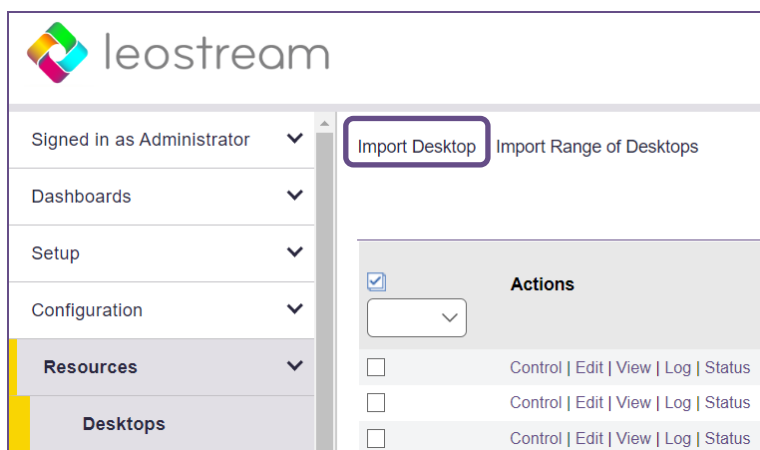 leostream
Signed in as Administrator
Import Desktop Import Range of Desktops
Dashboards
Setup
Actions
Configuration
Resources
Control | Edit | View | Log | Status
Control | Edit | View | Log | Status
Desktops
Control | Edit | View | Log | Status